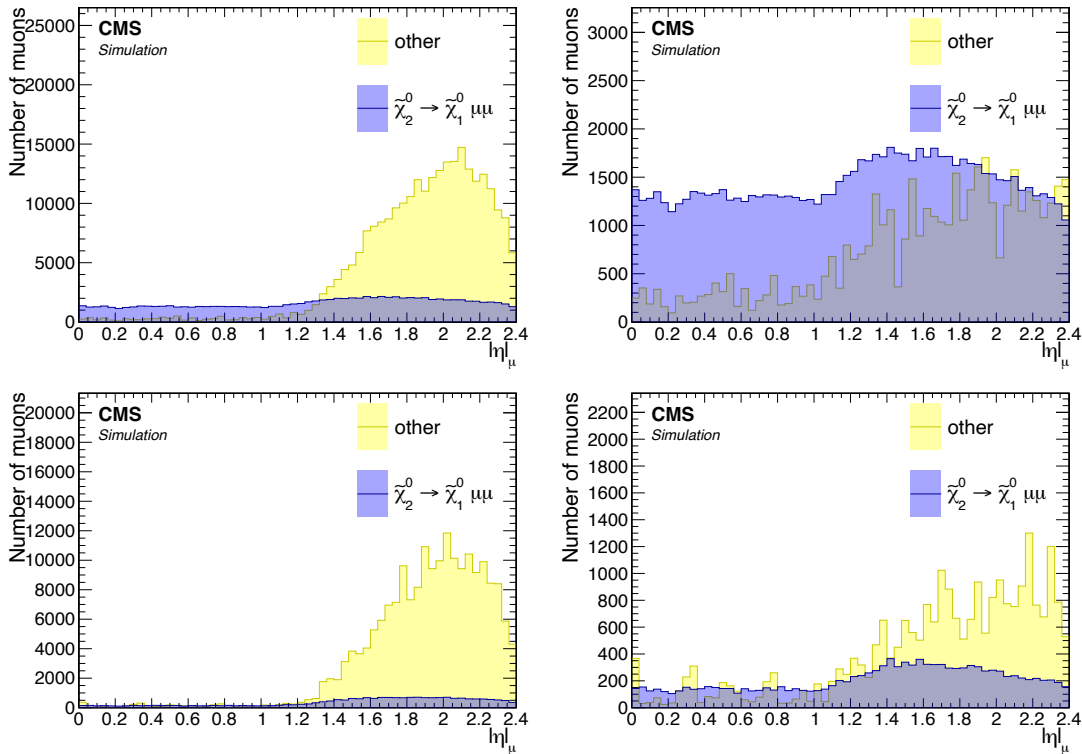 CMS
Simulation
other
χ̃₂⁰ → χ̃₁⁰ μμ
Number of muons
25000
20000
15000
10000
5000
0
0 0.2 0.4 0.6 0.8 1 1.2 1.4 1.6 1.8 2 2.2 2.4
|η|μ
CMS
Simulation
other
χ̃₂⁰ → χ̃₁⁰ μμ
Number of muons
3000
2500
2000
1500
1000
500
0
0 0.2 0.4 0.6 0.8 1 1.2 1.4 1.6 1.8 2 2.2 2.4
|η|μ
CMS
Simulation
other
χ̃₂⁰ → χ̃₁⁰ μμ
Number of muons
20000
18000
16000
14000
12000
10000
8000
6000
4000
2000
0
0 0.2 0.4 0.6 0.8 1 1.2 1.4 1.6 1.8 2 2.2 2.4
|η|μ
CMS
Simulation
other
χ̃₂⁰ → χ̃₁⁰ μμ
Number of muons
2200
2000
1800
1600
1400
1200
1000
800
600
400
200
0
0 0.2 0.4 0.6 0.8 1 1.2 1.4 1.6 1.8 2 2.2 2.4
|η|μ